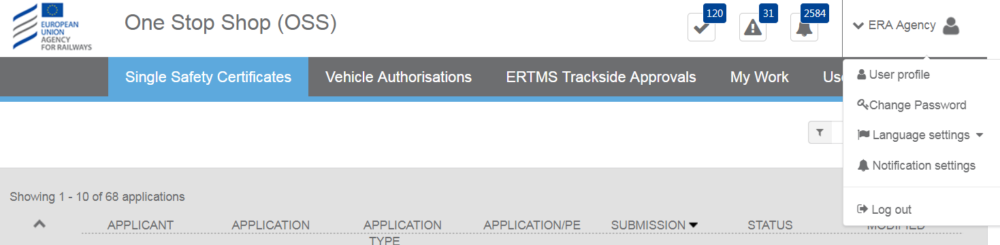 EUROPEAN
UNION
AGENCY
FOR RAILWAYS
One Stop Shop (OSS)
120
31
2584
ERA Agency
Single Safety Certificates
Vehicle Authorisations
ERTMS Trackside Approvals
My Work
User profile
Change Password
Language settings
Notification settings
Log out
Showing 1 - 10 of 68 applications
APPLICANT
APPLICATION
APPLICATION
TYPE
APPLICATION/PE
SUBMISSION
STATUS
MODIFIED